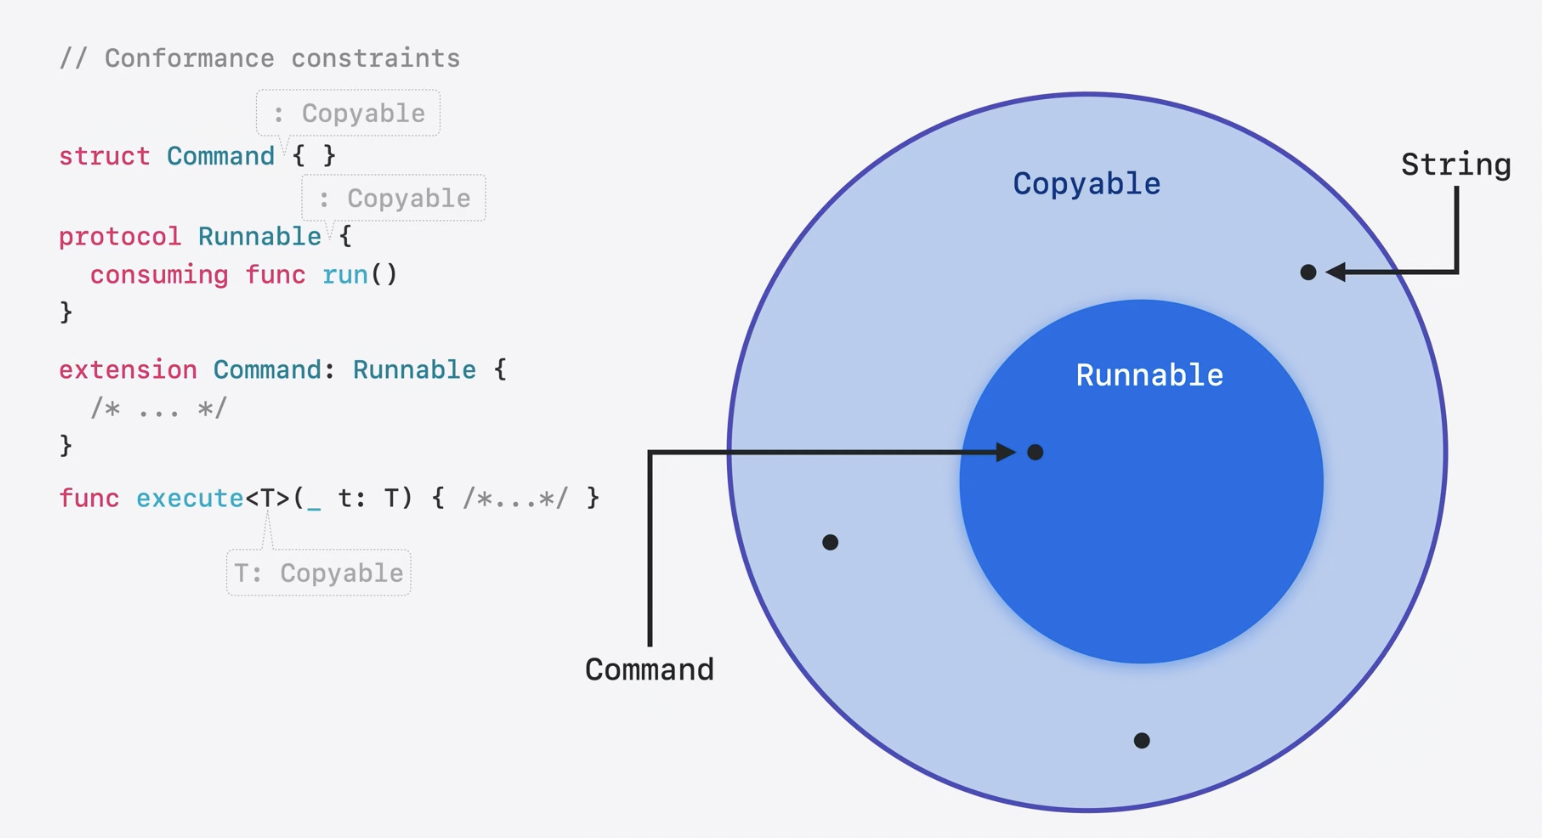 // Conformance constraints
: Copyable
struct Command { }
: Copyable
protocol Runnable {
consuming func run()
}
extension Command: Runnable {
/* ... */
}
func execute<T>(_ t: T) { /*...*/ }
T: Copyable
Copyable
String
Runnable
Command